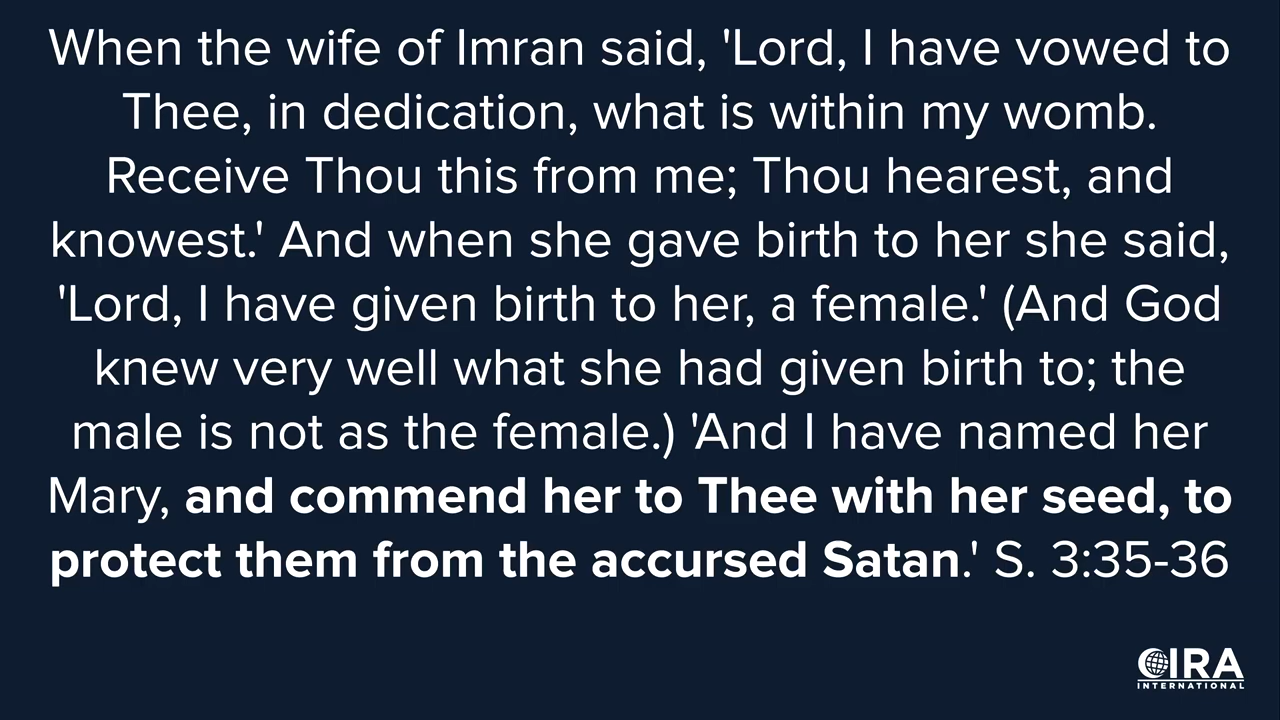 When the wife of Imran said, 'Lord, I have vowed to
Thee, in dedication, what is within my womb.
Receive Thou this from me; Thou hearest, and
knowest.' And when she gave birth to her she said,
'Lord, I have given birth to her, a female.' (And God
knew very well what she had given birth to; the
male is not as the female.) 'And I have named her
Mary, and commend her to Thee with her seed, to
protect them from the accursed Satan.' S. 3:35-36
CIRA
INTERNATIONAL